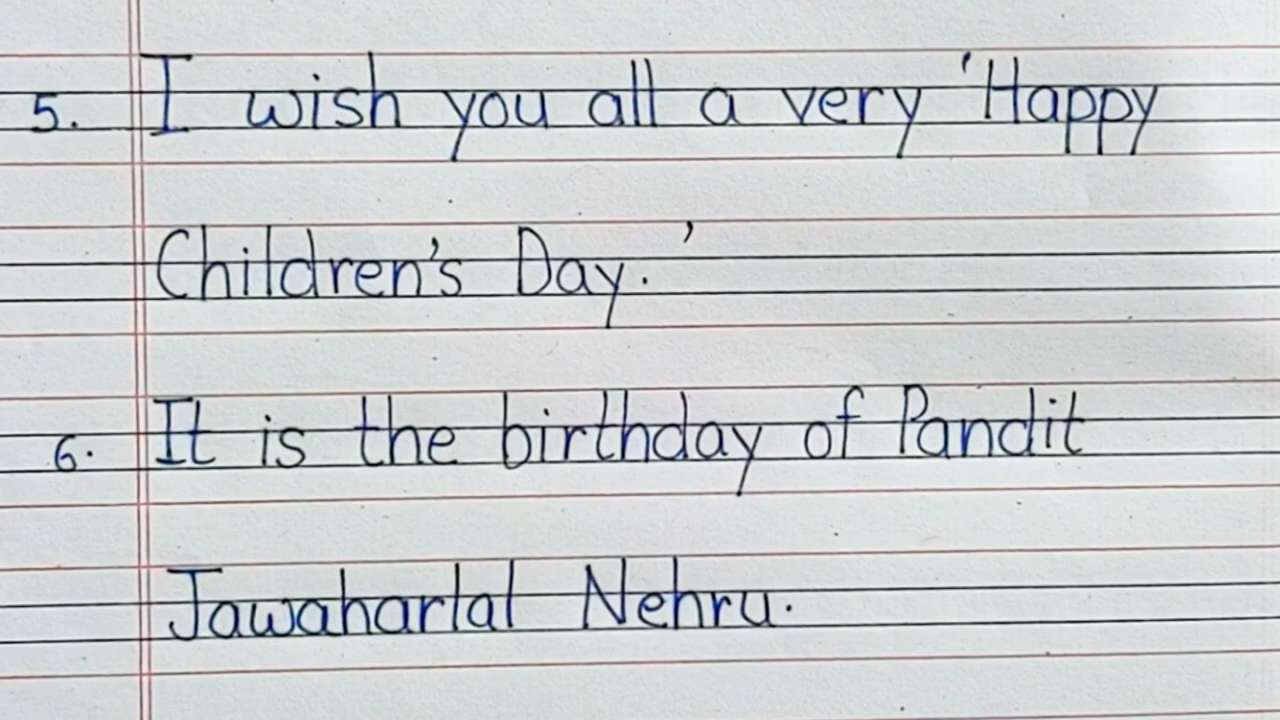 5. I wish you all a very 'Happy
Children's Day.'
6. It is the birthday of Pandit
Jawaharlal Nehru.